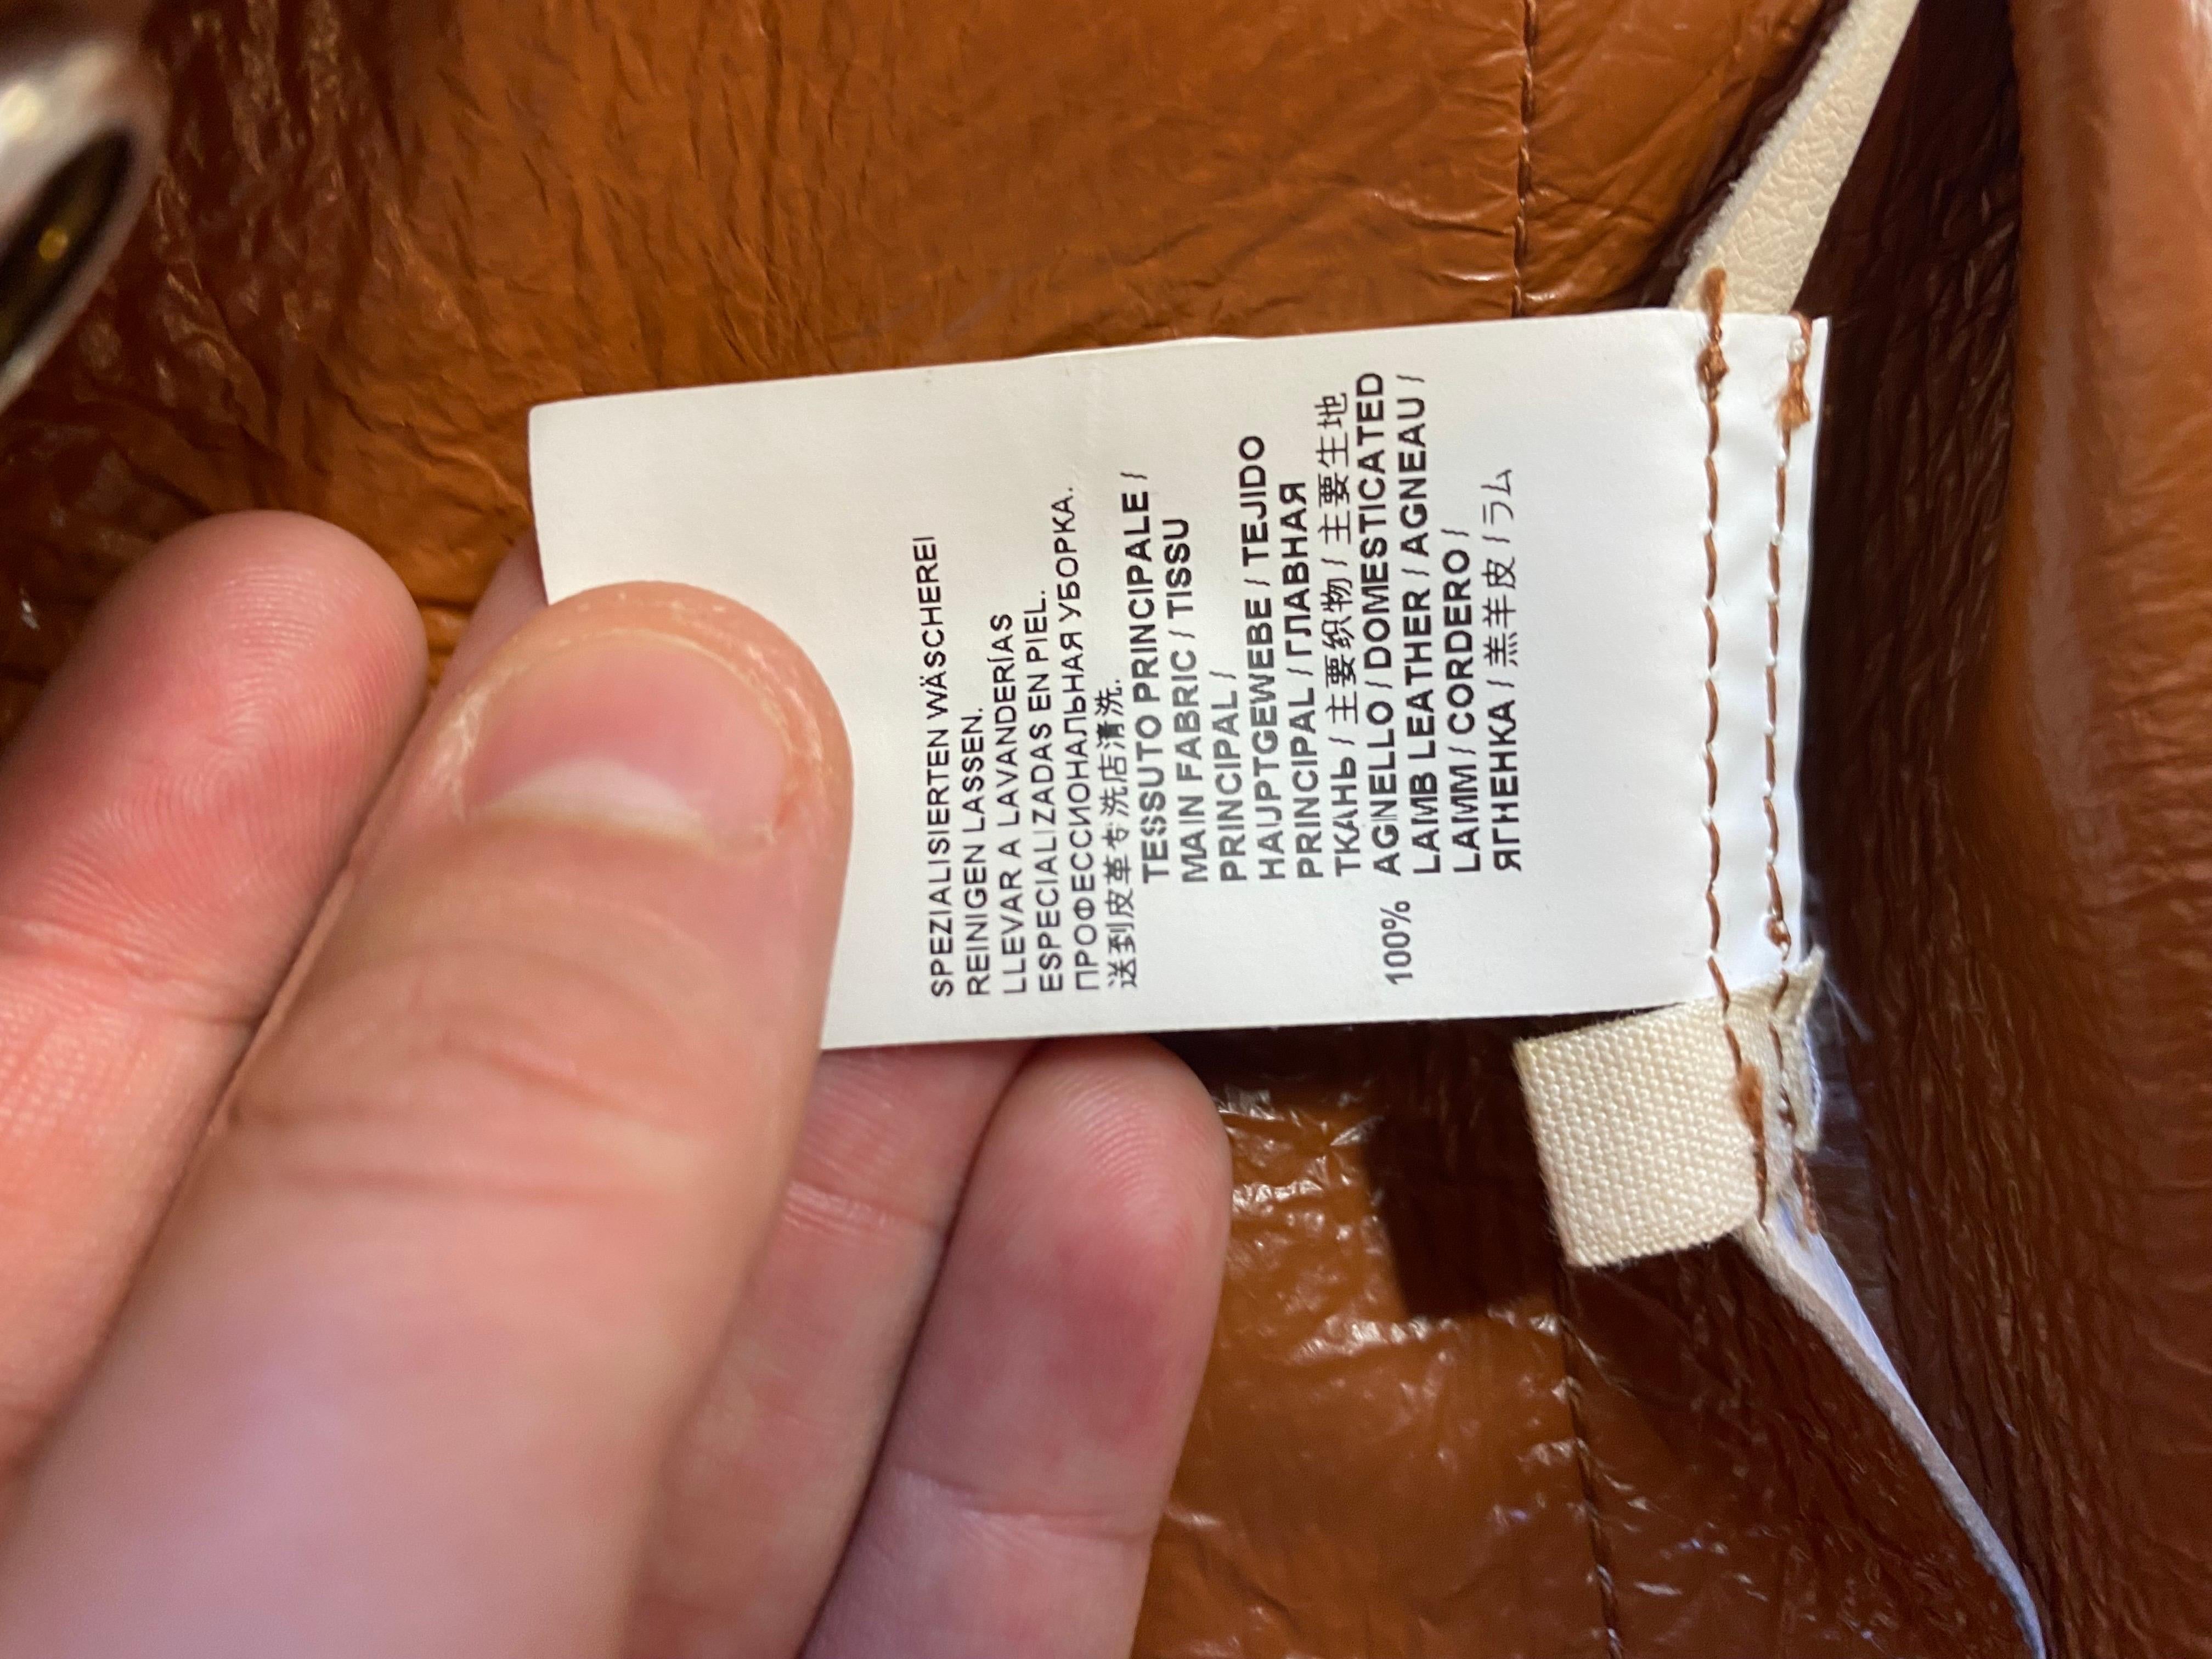 SPEZIALISIERTEN WÄSCHEREI
REINIGEN LASSEN.
LLEVAR A LAVANDERÍAS
ESPECIALIZADAS EN PIEL.
ПРОФЕССИОНАЛЬНАЯ УБОРКА.
送到皮革专洗店清洗.
TESSUTO PRINCIPALE /
MAIN FABRIC / TISSU
PRINCIPAL /
HAUPTGEWEBE / TEJIDO
PRINCIPAL / ГЛАВНАЯ
ТКАНЬ / 主要织物 / 主要生地
100% AGNELLO / DOMESTICATED
LAMB LEATHER / AGNEAU /
LAMM / CORDERO /
ЯГНЕНКА / 羔羊皮 / ラム